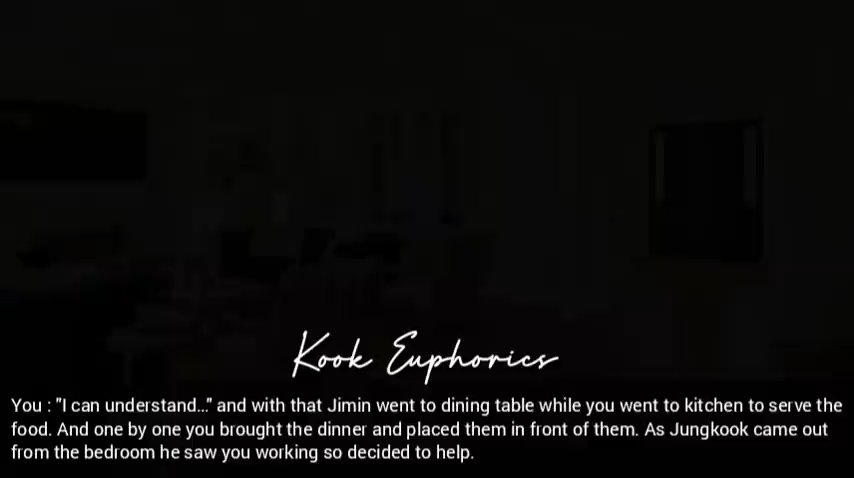 Kook Euphorics
You : "I can understand..." and with that Jimin went to dining table while you went to kitchen to serve the
food. And one by one you brought the dinner and placed them in front of them. As Jungkook came out
from the bedroom he saw you working so decided to help.